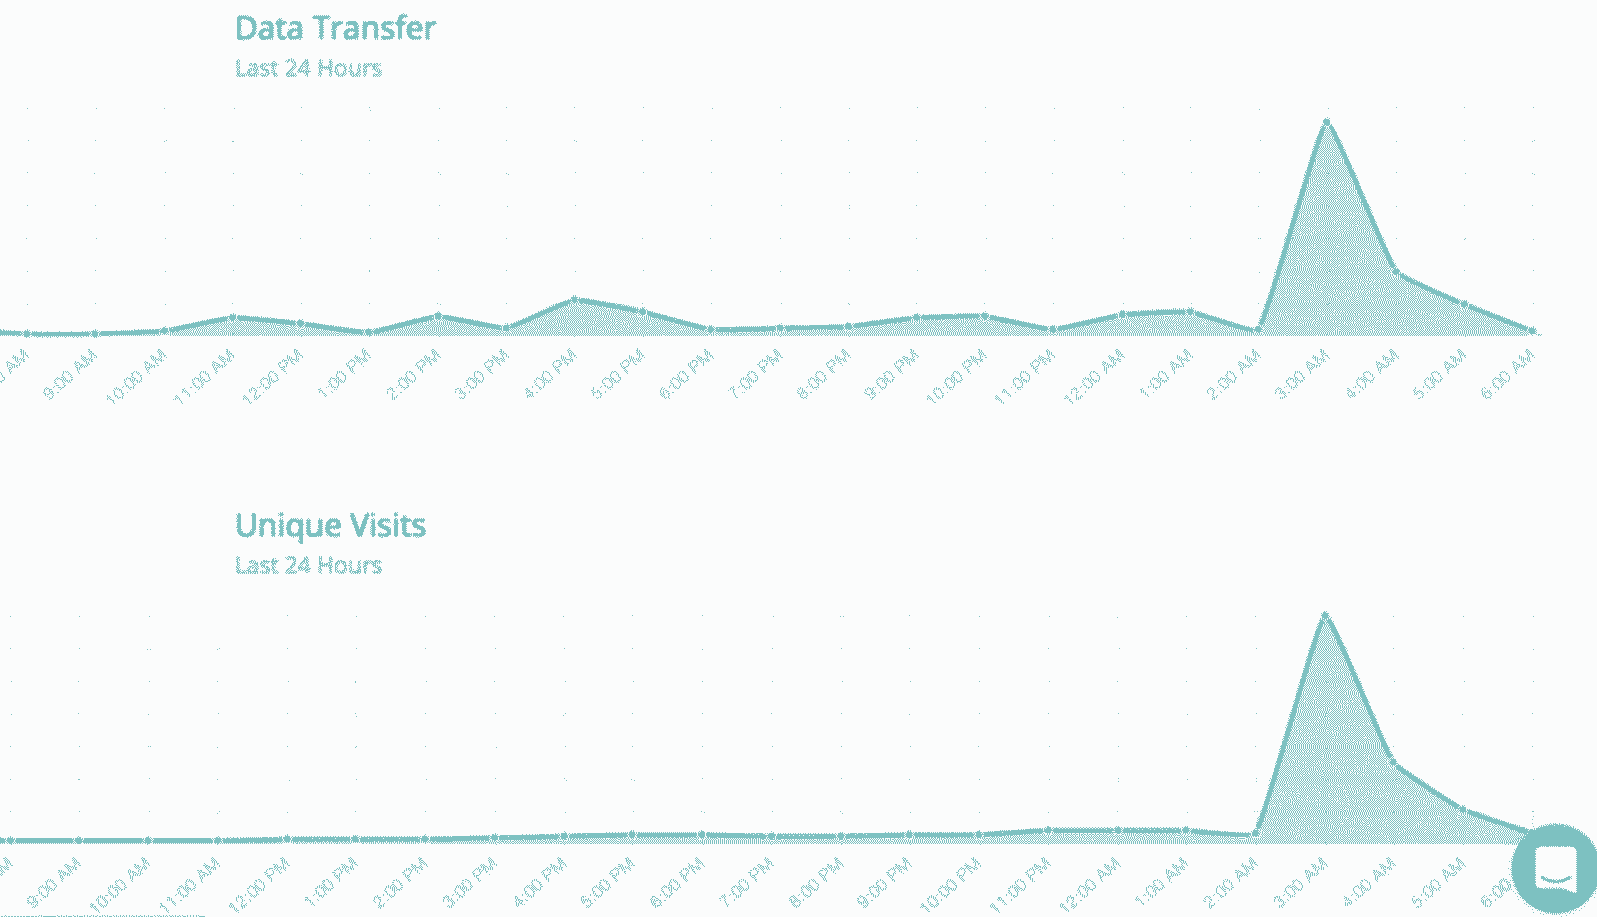 Data Transfer
Last 24 Hours
9:00 AM 10:00 AM 11:00 AM 12:00 PM 1:00 PM 2:00 PM 3:00 PM 4:00 PM 5:00 PM 6:00 PM 7:00 PM 8:00 PM 9:00 PM 10:00 PM 11:00 PM 12:00 AM 1:00 AM 2:00 AM 3:00 AM 4:00 AM 5:00 AM 6:00 AM
Unique Visits
Last 24 Hours
9:00 AM 10:00 AM 11:00 AM 12:00 PM 1:00 PM 2:00 PM 3:00 PM 4:00 PM 5:00 PM 6:00 PM 7:00 PM 8:00 PM 9:00 PM 10:00 PM 11:00 PM 12:00 AM 1:00 AM 2:00 AM 3:00 AM 4:00 AM 5:00 AM